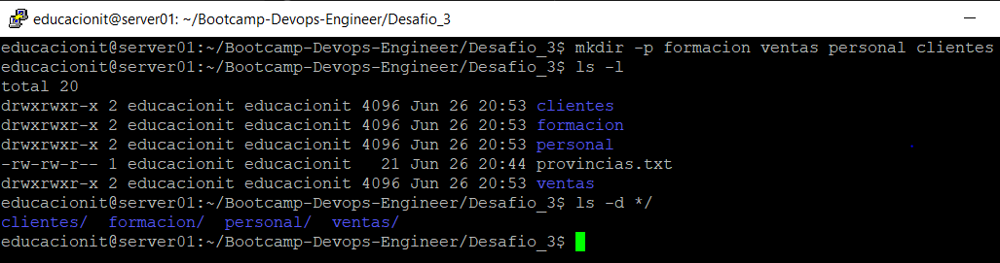 educacionit@server01: ~/Bootcamp-Devops-Engineer/Desafio_3
educacionit@server01:~/Bootcamp-Devops-Engineer/Desafio_3$ mkdir -p formacion ventas personal clientes
educacionit@server01:~/Bootcamp-Devops-Engineer/Desafio_3$ ls -l
total 20
drwxrwxr-x 2 educacionit educacionit 4096 Jun 26 20:53 clientes
drwxrwxr-x 2 educacionit educacionit 4096 Jun 26 20:53 formacion
drwxrwxr-x 2 educacionit educacionit 4096 Jun 26 20:53 personal
-rw-rw-r-- 1 educacionit educacionit   21 Jun 26 20:44 provincias.txt
drwxrwxr-x 2 educacionit educacionit 4096 Jun 26 20:53 ventas
educacionit@server01:~/Bootcamp-Devops-Engineer/Desafio_3$ ls -d */
clientes/  formacion/  personal/  ventas/
educacionit@server01:~/Bootcamp-Devops-Engineer/Desafio_3$